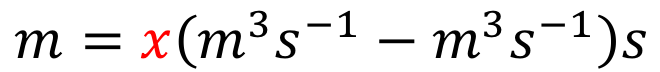 m = x(m³s⁻¹ − m³s⁻¹)s